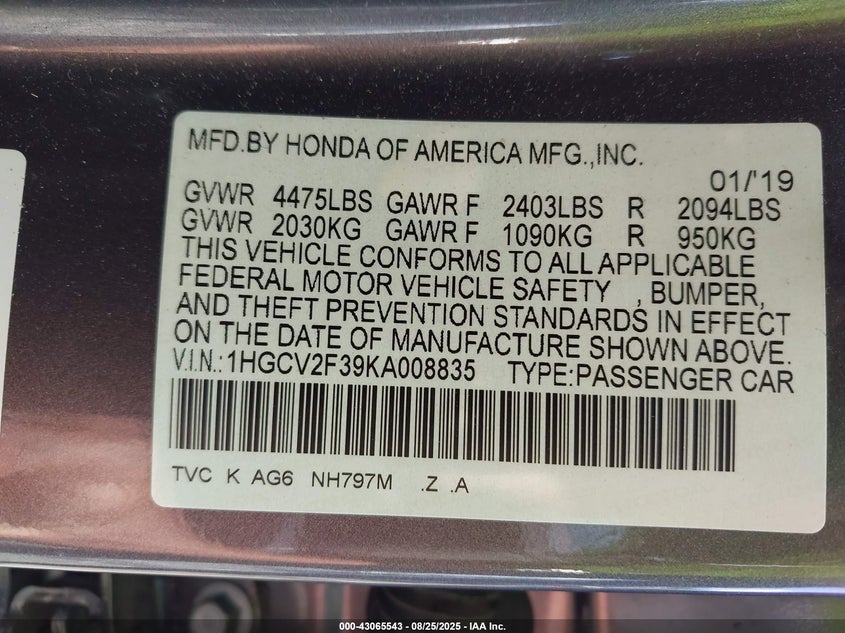 MFD.BY HONDA OF AMERICA MFG.,INC.
01/'19
GVWR 4475LBS GAWR F 2403LBS R 2094LBS
GVWR 2030KG GAWR F 1090KG R 950KG
THIS VEHICLE CONFORMS TO ALL APPLICABLE
FEDERAL MOTOR VEHICLE SAFETY , BUMPER,
AND THEFT PREVENTION STANDARDS IN EFFECT
ON THE DATE OF MANUFACTURE SHOWN ABOVE.
V.I.N.: 1HGCV2F39KA008835 TYPE:PASSENGER CAR
TVC K AG6 NH797M .Z .A
000-43065543 - 08/25/2025 - IAA Inc.